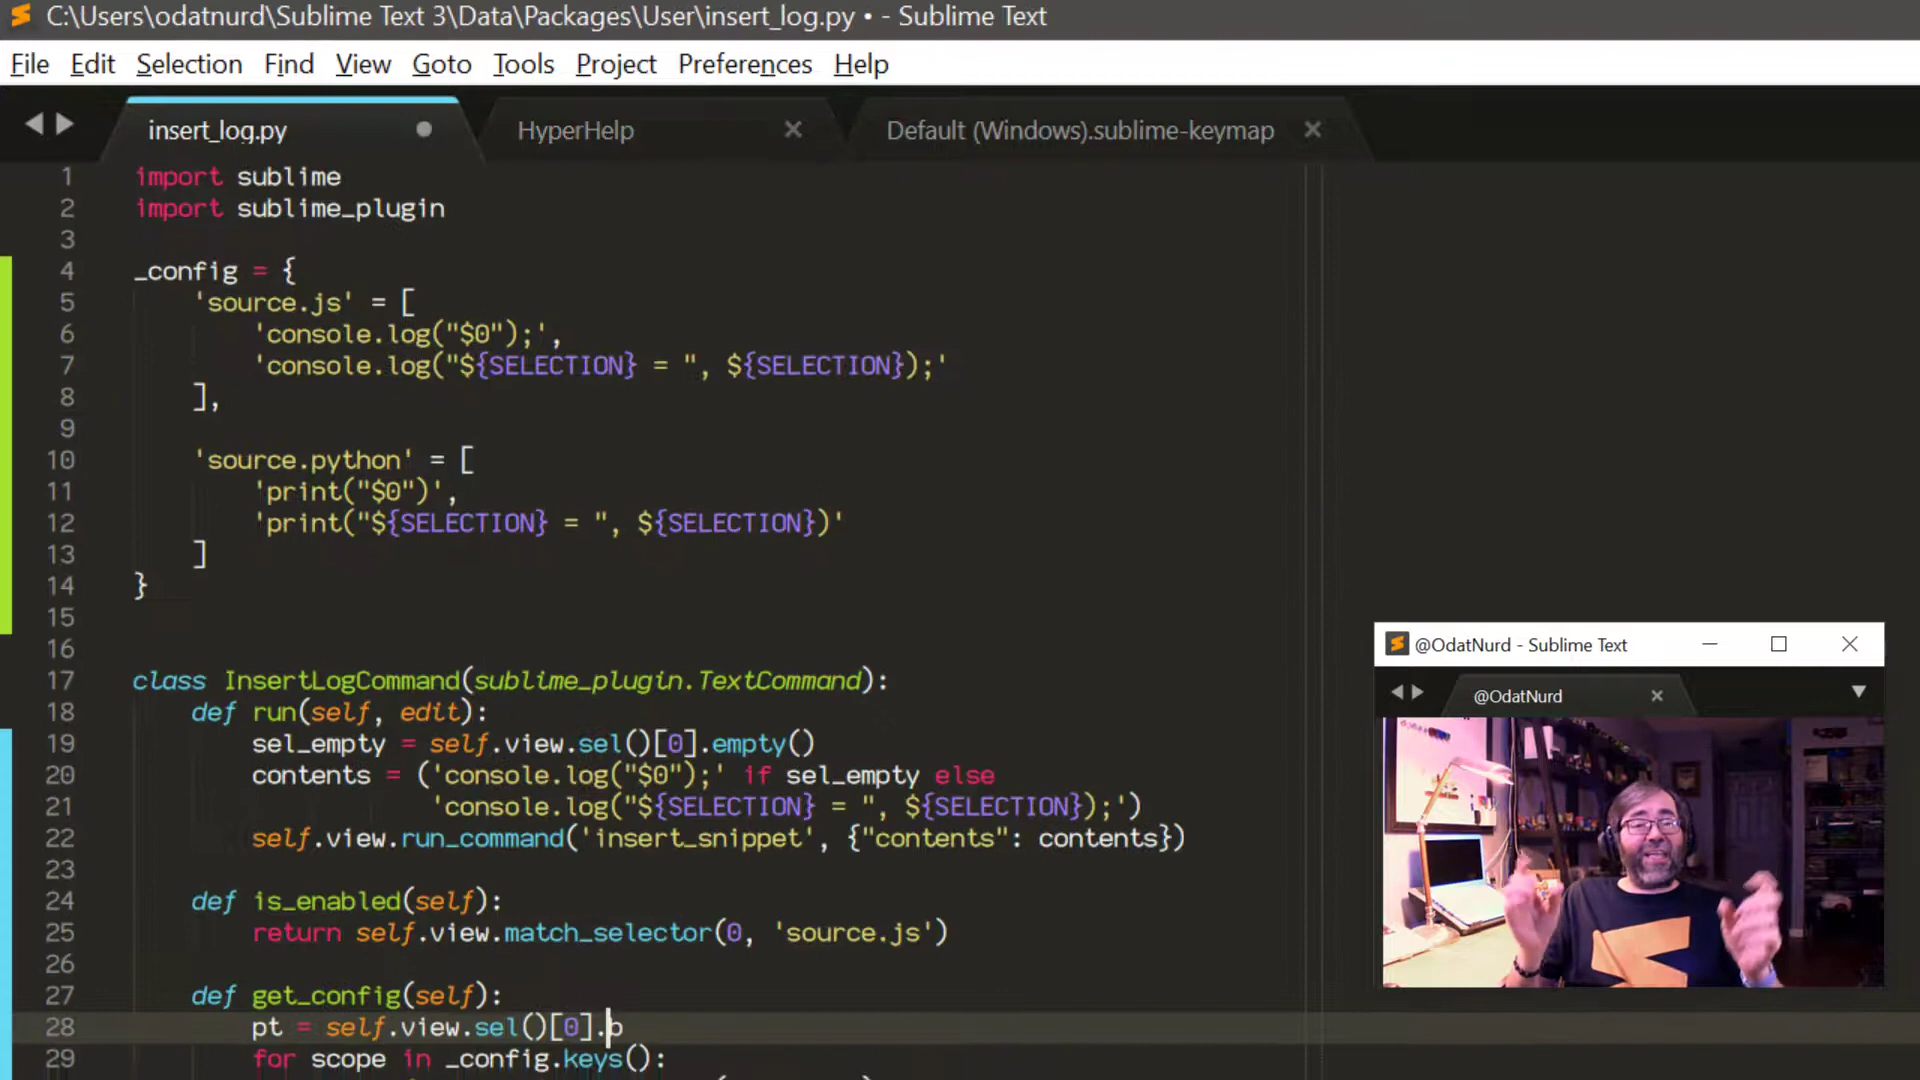 C:\Users\odatnurd\Sublime Text 3\Data\Packages\User\insert_log.py • - Sublime Text
File Edit Selection Find View Goto Tools Project Preferences Help
insert_log.py HyperHelp Default (Windows).sublime-keymap
1 import sublime
2 import sublime_plugin
3
4 _config = {
5 'source.js' = [
6 'console.log("$0");',
7 'console.log("${SELECTION} = ", ${SELECTION});'
8 ],
9
10 'source.python' = [
11 'print("$0")',
12 'print("${SELECTION} = ", ${SELECTION})'
13 ]
14 }
15
16
17 class InsertLogCommand(sublime_plugin.TextCommand):
18 def run(self, edit):
19 sel_empty = self.view.sel()[0].empty()
20 contents = ('console.log("$0");' if sel_empty else
21 'console.log("${SELECTION} = ", ${SELECTION});')
22 self.view.run_command('insert_snippet', {"contents": contents})
23
24 def is_enabled(self):
25 return self.view.match_selector(0, 'source.js')
26
27 def get_config(self):
28 pt = self.view.sel()[0].b
29 for scope in _config.keys():
@OdatNurd - Sublime Text
@OdatNurd